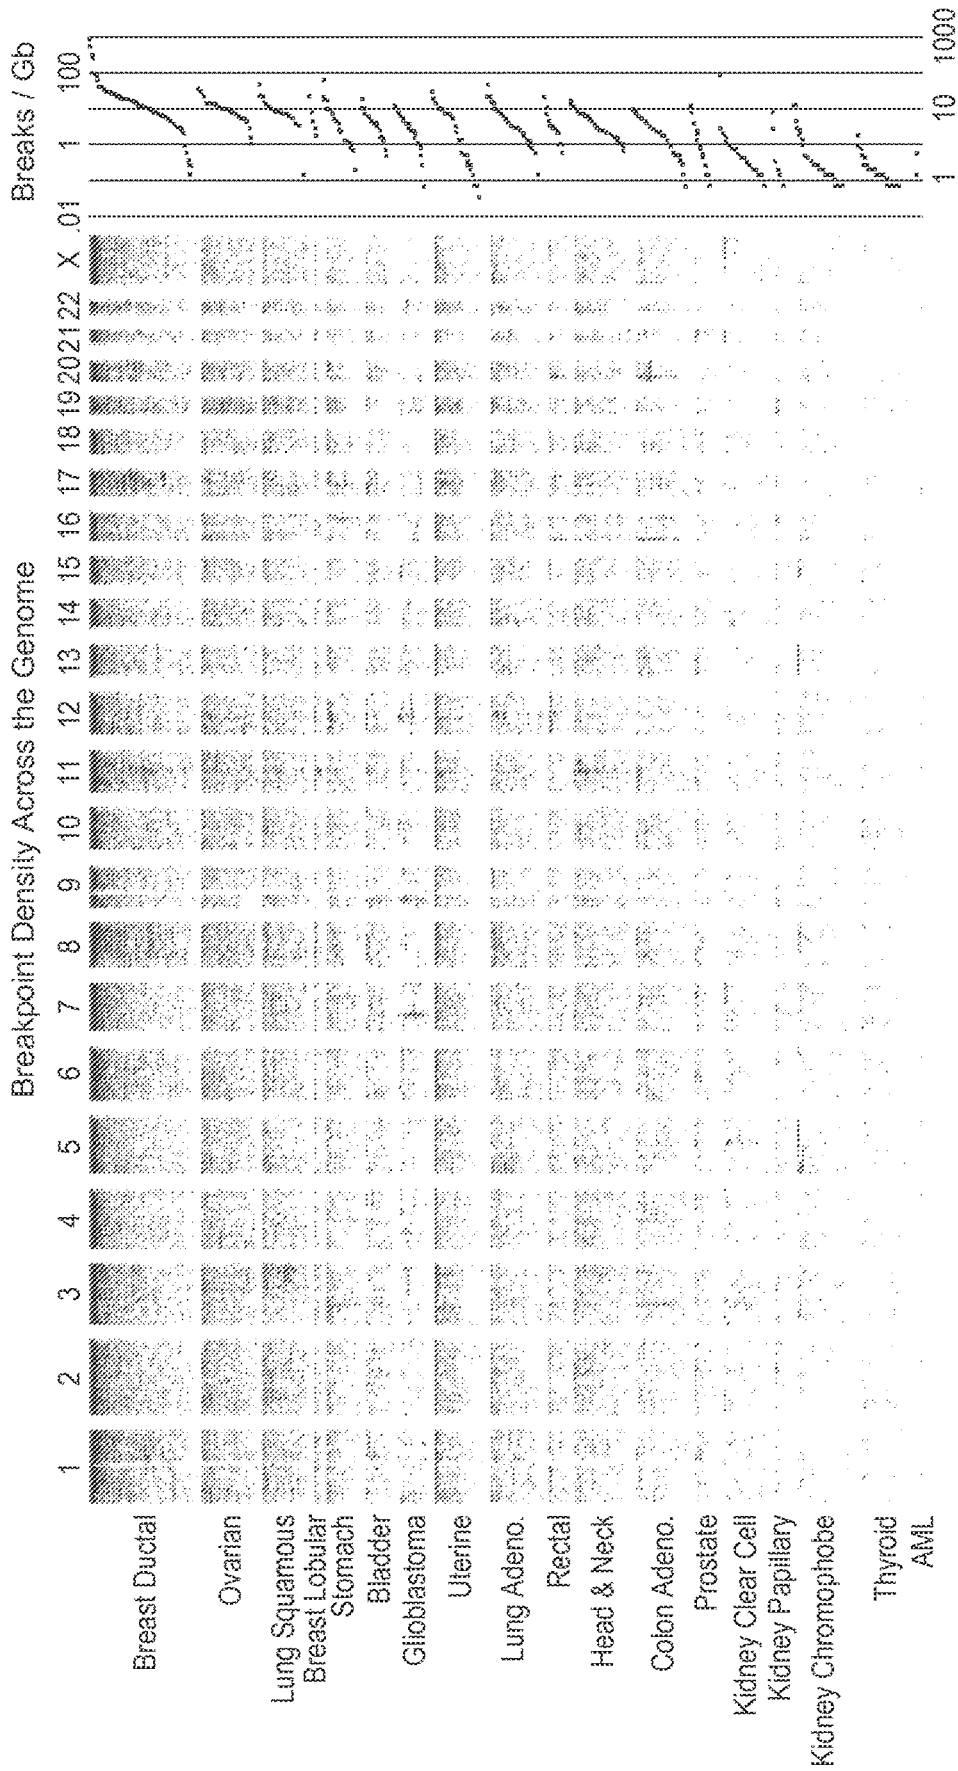 Breakpoint Density Across the Genome
Breaks / Gb
1 2 3 4 5 6 7 8 9 10 11 12 13 14 15 16 17 18 19 20 21 22 X .01 1 100
Breast Ductal
Ovarian
Lung Squamous
Breast Lobular
Stomach
Bladder
Glioblastoma
Uterine
Lung Adeno.
Rectal
Head & Neck
Colon Adeno.
Prostate
Kidney Clear Cell
Kidney Papillary
Kidney Chromophobe
Thyroid
AML
1 10 1000